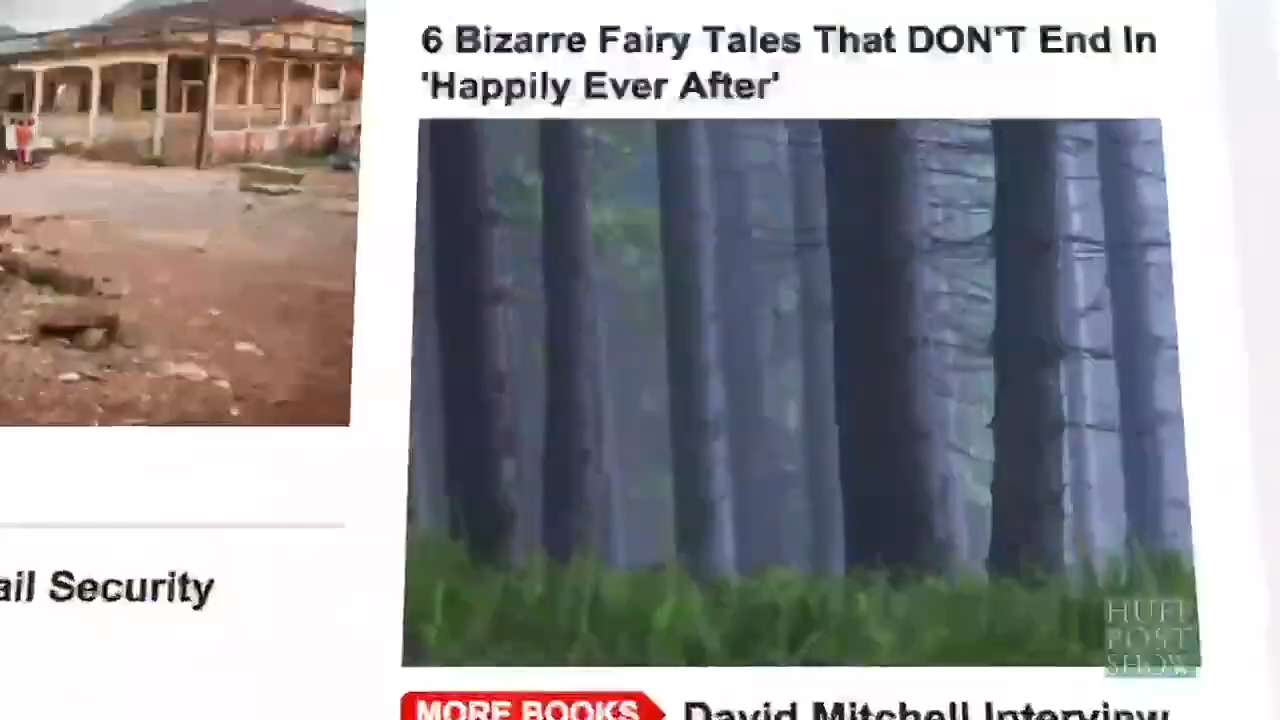 6 Bizarre Fairy Tales That DON'T End In
'Happily Ever After'
ail Security
HUFF
POST
SHOW
MORE BOOKS David Mitchell Interview